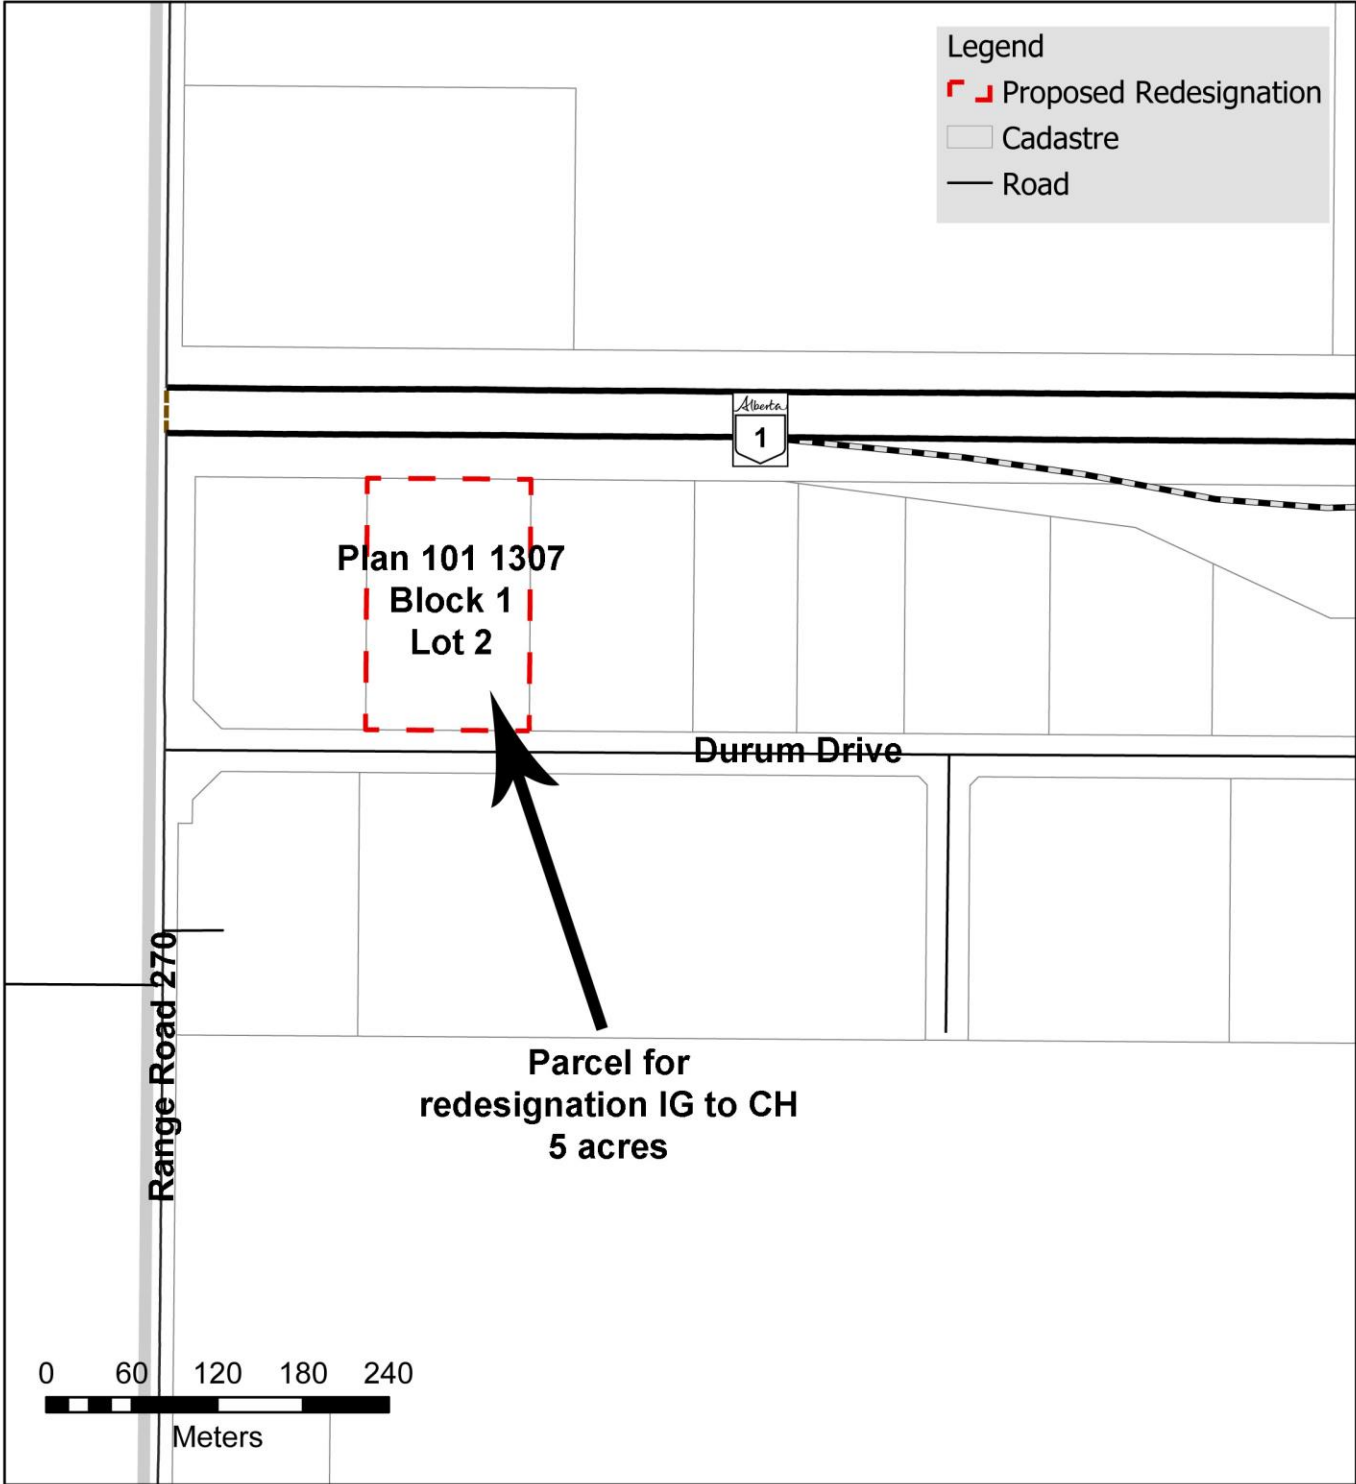 Legend
Proposed Redesignation
Cadastre
Road
Alberta
1
Plan 101 1307
Block 1
Lot 2
Durum Drive
Range Road 270
Parcel for
redesignation IG to CH
5 acres
0 60 120 180 240
Meters